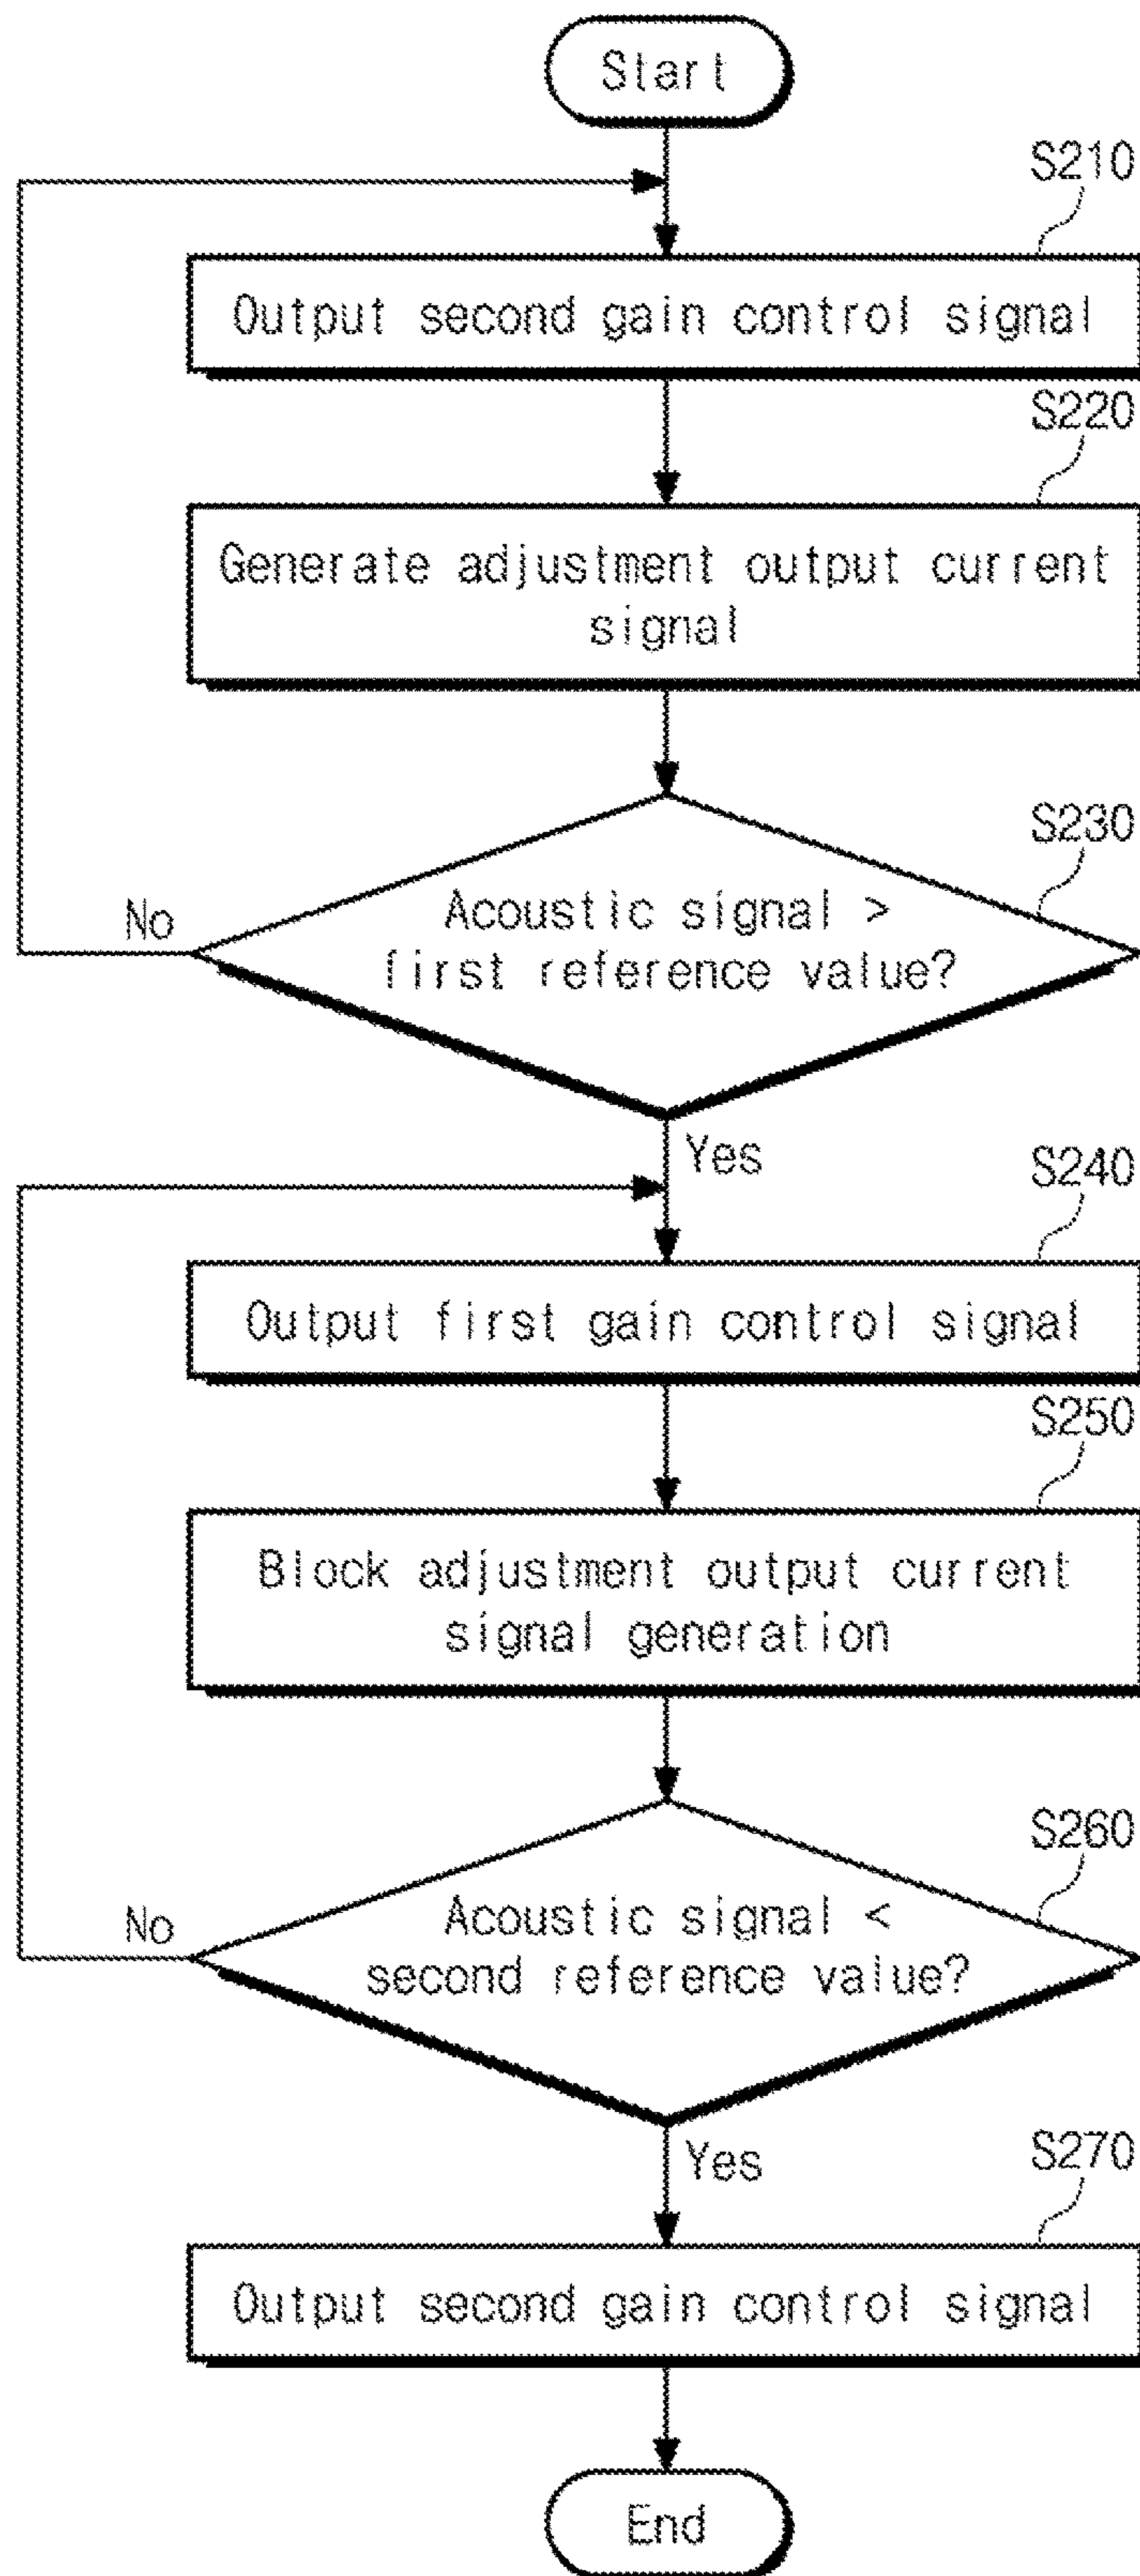 Start
S210
Output second gain control signal
S220
Generate adjustment output current
signal
S230
Acoustic signal >
first reference value?
No
Yes
S240
Output first gain control signal
S250
Block adjustment output current
signal generation
S260
Acoustic signal <
second reference value?
No
Yes
S270
Output second gain control signal
End